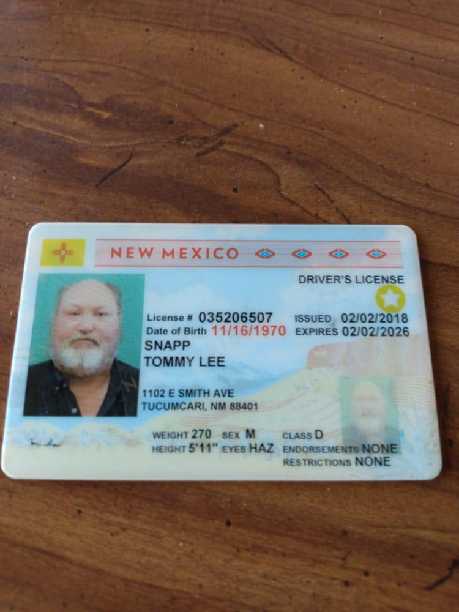 NEW MEXICO
DRIVER'S LICENSE
License # 035206507 ISSUED 02/02/2018
Date of Birth 11/16/1970 EXPIRES 02/02/2026
SNAPP
TOMMY LEE
1102 E SMITH AVE
TUCUMCARI, NM 88401
WEIGHT 270 SEX M CLASS D
HEIGHT 5'11" EYES HAZ ENDORSEMENTS NONE
RESTRICTIONS NONE